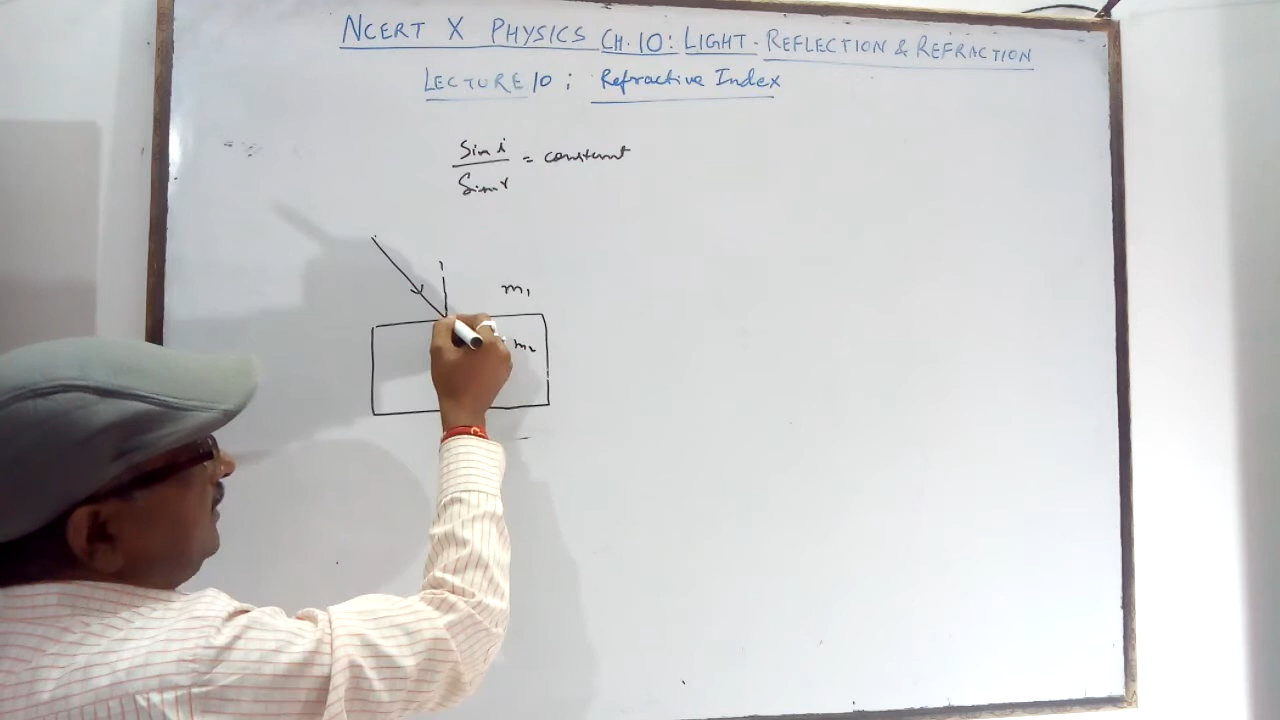 NCERT X PHYSICS CH.10: LIGHT-REFLECTION & REFRACTION
LECTURE 10 : Refractive Index
Sin i
= constant
Sin r
m₁
m₂